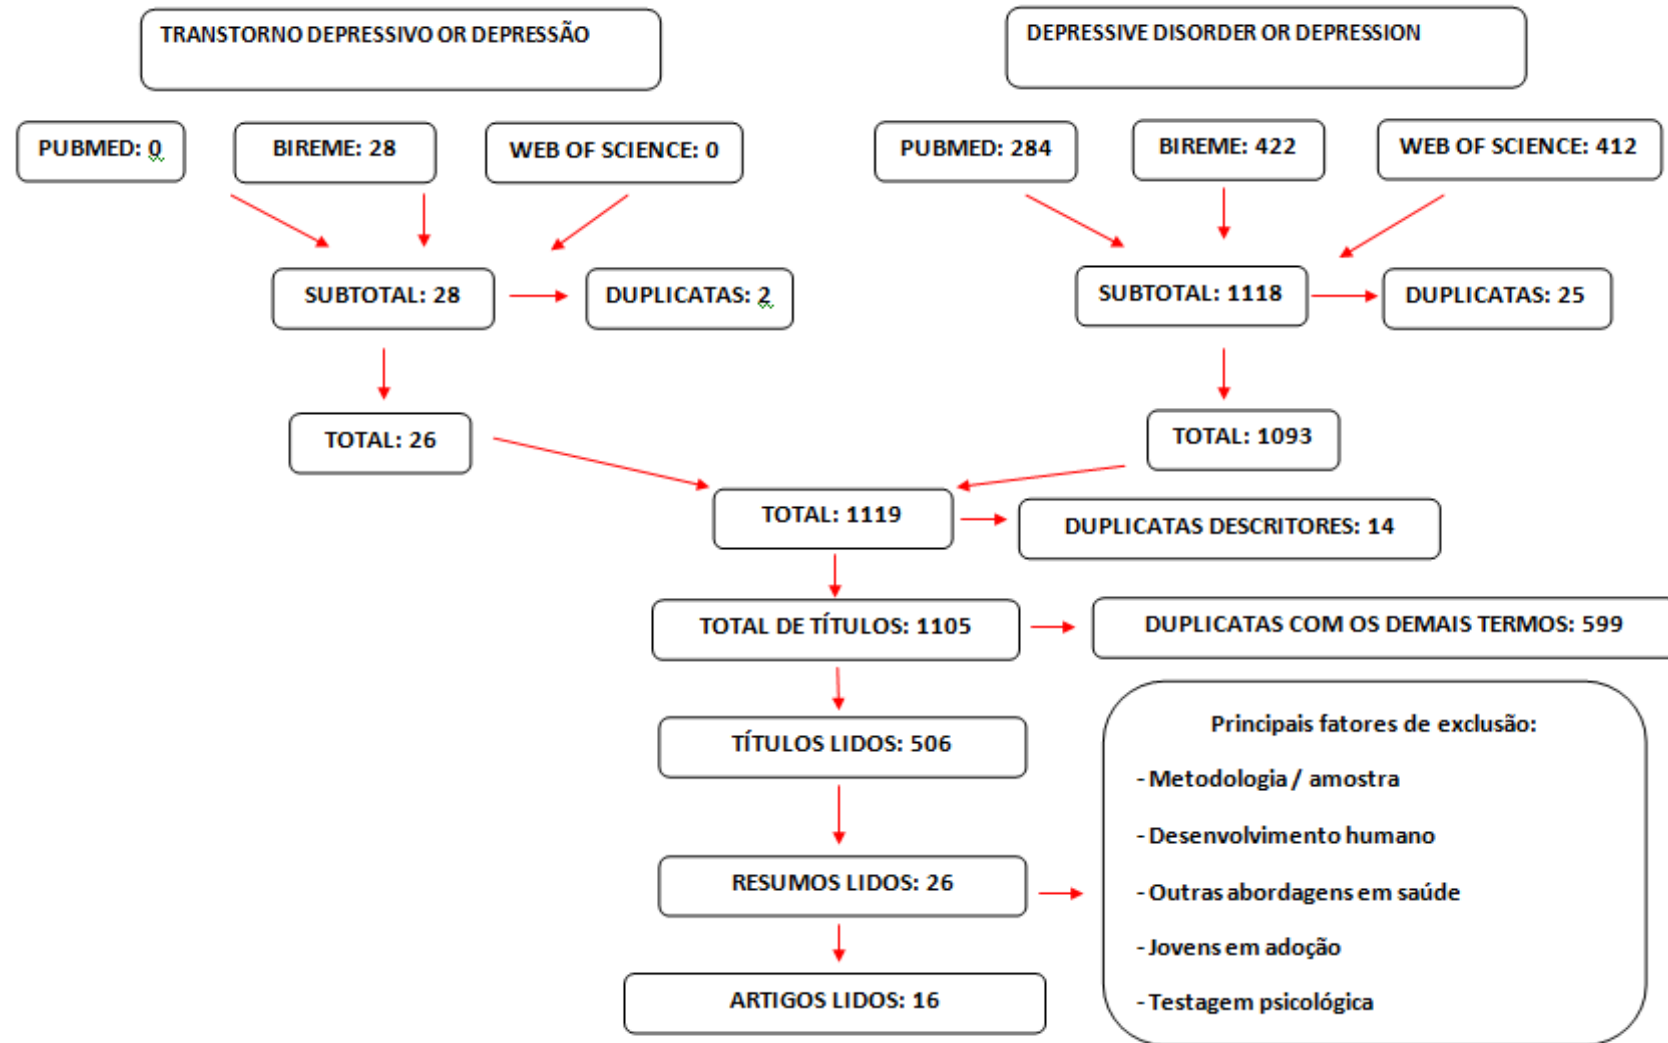 TRANSTORNO DEPRESSIVO OR DEPRESSÃO
DEPRESSIVE DISORDER OR DEPRESSION
PUBMED: 0
BIREME: 28
WEB OF SCIENCE: 0
PUBMED: 284
BIREME: 422
WEB OF SCIENCE: 412
SUBTOTAL: 28
DUPLICATAS: 2
SUBTOTAL: 1118
DUPLICATAS: 25
TOTAL: 26
TOTAL: 1093
TOTAL: 1119
DUPLICATAS DESCRITORES: 14
TOTAL DE TÍTULOS: 1105
DUPLICATAS COM OS DEMAIS TERMOS: 599
TÍTULOS LIDOS: 506
RESUMOS LIDOS: 26
Principais fatores de exclusão:
- Metodologia / amostra
- Desenvolvimento humano
- Outras abordagens em saúde
- Jovens em adoção
- Testagem psicológica
ARTIGOS LIDOS: 16